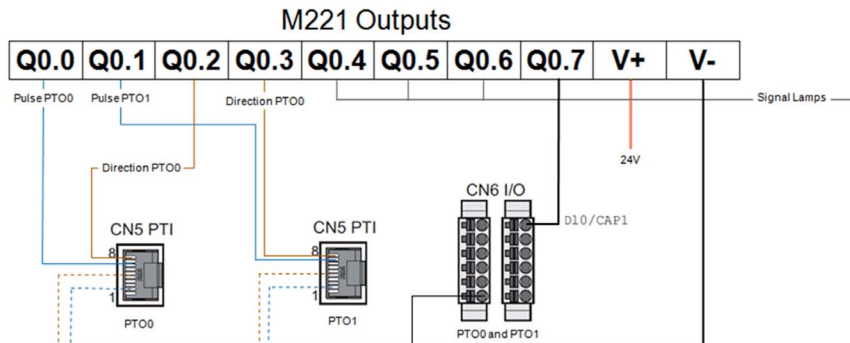 M221 Outputs
Q0.0 Q0.1 Q0.2 Q0.3 Q0.4 Q0.5 Q0.6 Q0.7 V+ V-
Pulse PTO0 Pulse PTO1 Direction PTO0 Signal Lamps
24V
Direction PTO0
CN6 I/O
CN5 PTI CN5 PTI DI0/CAP1
8 8
1 1
PTO0 PTO1 PTO0 and PTO1